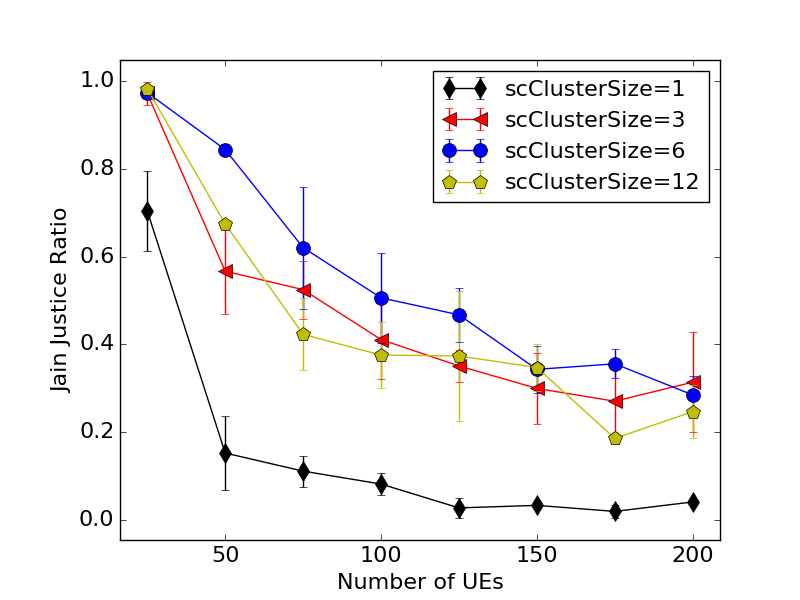 scClusterSize=1
scClusterSize=3
scClusterSize=6
scClusterSize=12
Jain Justice Ratio
1.0
0.8
0.6
0.4
0.2
0.0
50 100 150 200
Number of UEs